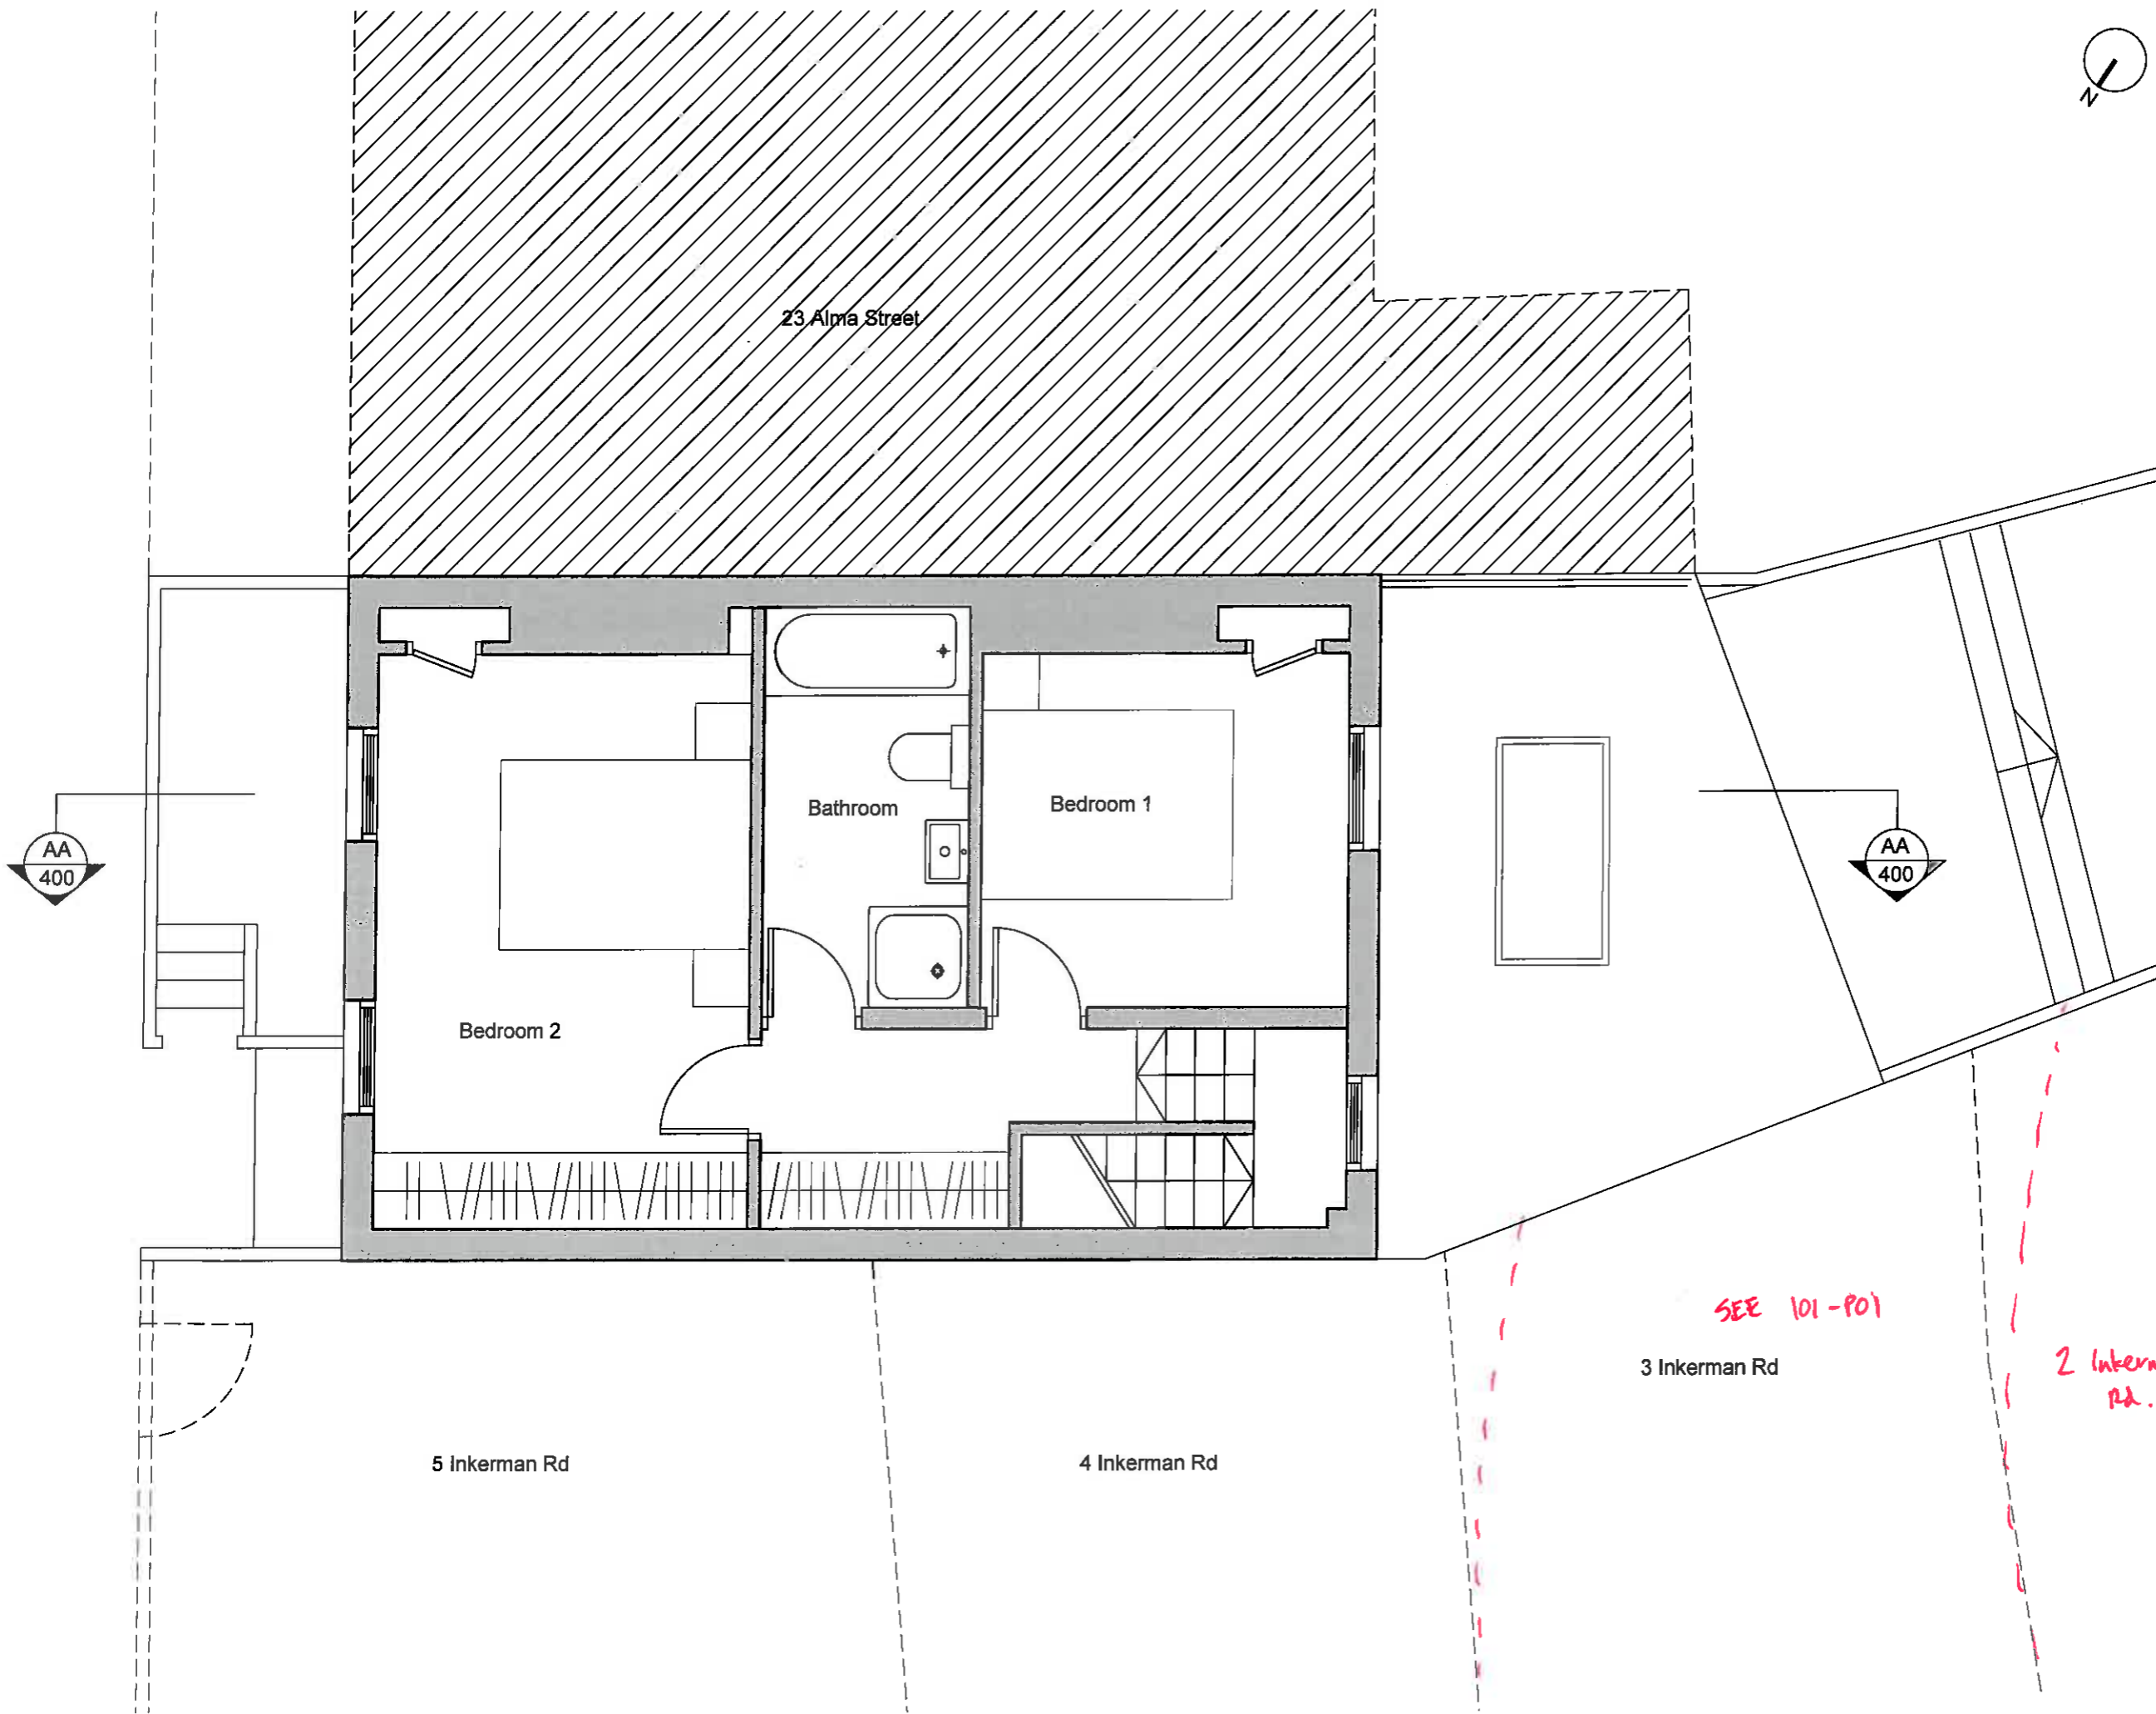 N
23 Alma Street
Bathroom
Bedroom 1
AA
400
AA
400
Bedroom 2
SEE 101-P01
3 Inkerman Rd
2 Inkerm
Rd.
5 Inkerman Rd
4 Inkerman Rd